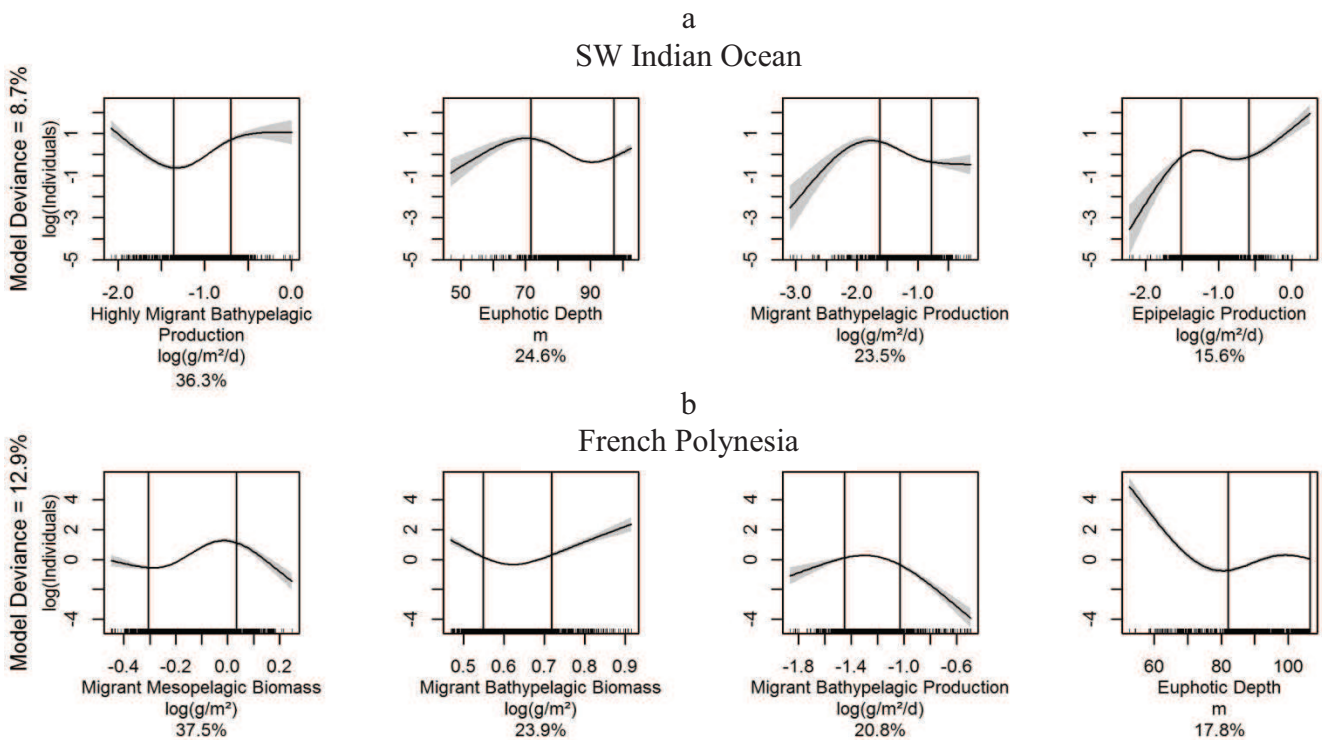 a
SW Indian Ocean
Model Deviance = 8.7%
log(Individuals)
1
-1
-3
-5
-2.0 -1.0 0.0
Highly Migrant Bathypelagic
Production
log(g/m²/d)
36.3%
1
-1
-3
-5
50 70 90
Euphotic Depth
m
24.6%
1
-1
-3
-5
-3.0 -2.0 -1.0
Migrant Bathypelagic Production
log(g/m²/d)
23.5%
1
-1
-3
-5
-2.0 -1.0 0.0
Epipelagic Production
log(g/m²/d)
15.6%
b
French Polynesia
Model Deviance = 12.9%
log(Individuals)
4
2
0
-4
-0.4 -0.2 0.0 0.2
Migrant Mesopelagic Biomass
log(g/m²)
37.5%
4
2
0
-4
0.5 0.6 0.7 0.8 0.9
Migrant Bathypelagic Biomass
log(g/m²)
23.9%
4
2
0
-4
-1.8 -1.4 -1.0 -0.6
Migrant Bathypelagic Production
log(g/m²/d)
20.8%
4
2
0
-4
60 80 100
Euphotic Depth
m
17.8%